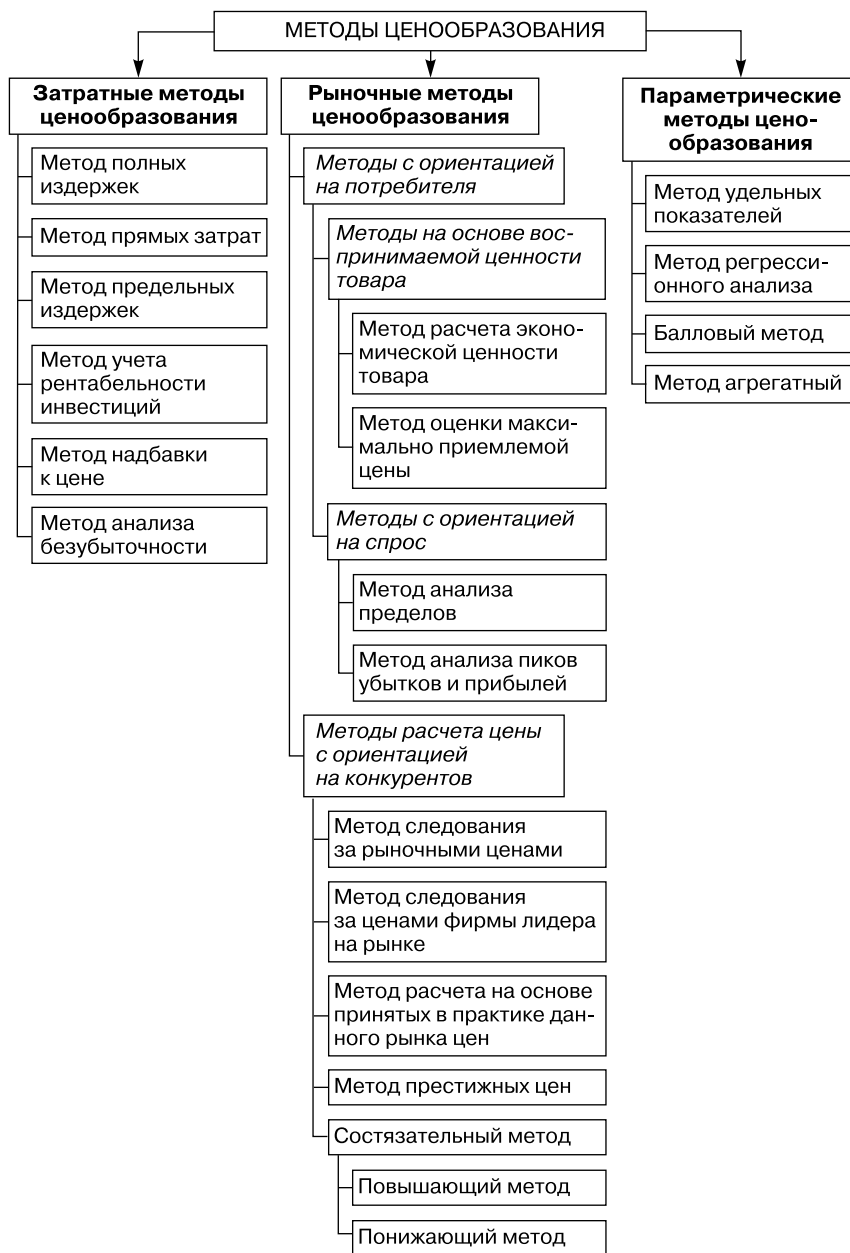 МЕТОДЫ ЦЕНООБРАЗОВАНИЯ
Затратные методы
ценообразования
Метод полных
издержек
Метод прямых затрат
Метод предельных
издержек
Метод учета
рентабельности
инвестиций
Метод надбавки
к цене
Метод анализа
безубыточности
Рыночные методы
ценообразования
Методы с ориентацией
на потребителя
Методы на основе вос-
принимаемой ценности
товара
Метод расчета эконо-
мической ценности
товара
Метод оценки макси-
мально приемлемой
цены
Методы с ориентацией
на спрос
Метод анализа
пределов
Метод анализа пиков
убытков и прибылей
Методы расчета цены
с ориентацией
на конкурентов
Метод следования
за рыночными ценами
Метод следования
за ценами фирмы лидера
на рынке
Метод расчета на основе
принятых в практике дан-
ного рынка цен
Метод престижных цен
Состязательный метод
Повышающий метод
Понижающий метод
Параметрические
методы цено-
образования
Метод удельных
показателей
Метод регресси-
онного анализа
Балловый метод
Метод агрегатный